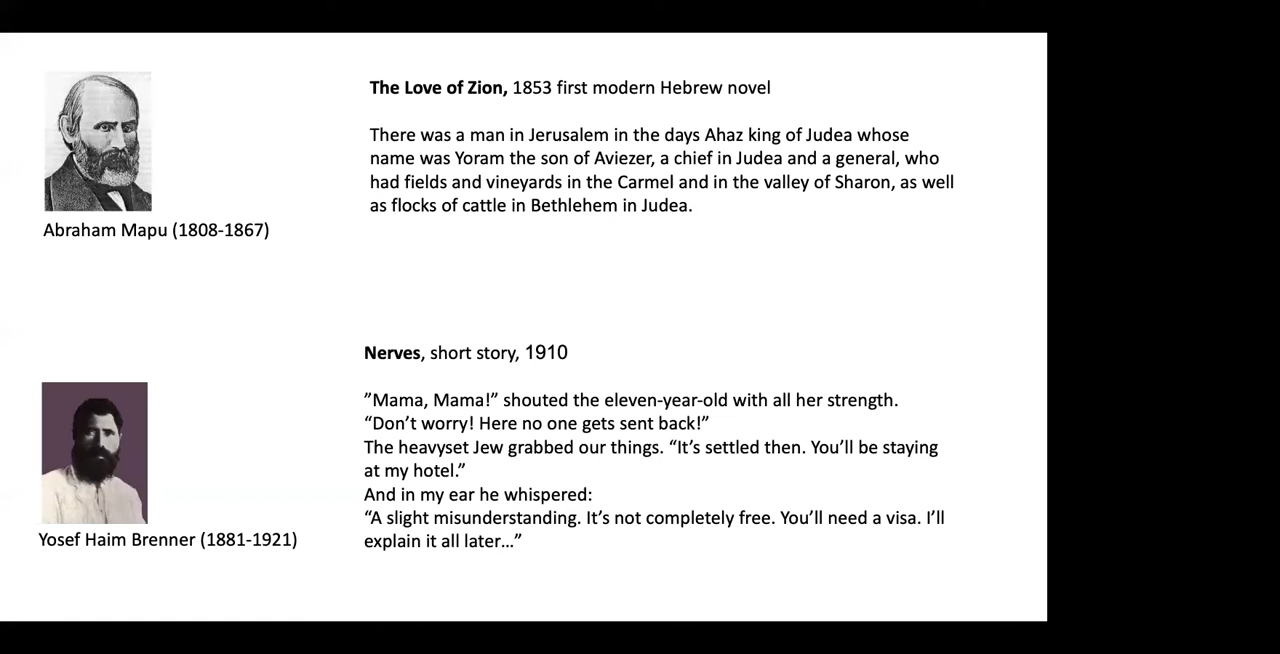 The Love of Zion, 1853 first modern Hebrew novel
There was a man in Jerusalem in the days Ahaz king of Judea whose
name was Yoram the son of Aviezer, a chief in Judea and a general, who
had fields and vineyards in the Carmel and in the valley of Sharon, as well
as flocks of cattle in Bethlehem in Judea.
Abraham Mapu (1808-1867)
Nerves, short story, 1910
”Mama, Mama!” shouted the eleven-year-old with all her strength.
“Don’t worry! Here no one gets sent back!”
The heavyset Jew grabbed our things. “It’s settled then. You’ll be staying
at my hotel.”
And in my ear he whispered:
“A slight misunderstanding. It’s not completely free. You’ll need a visa. I’ll
explain it all later…”
Yosef Haim Brenner (1881-1921)